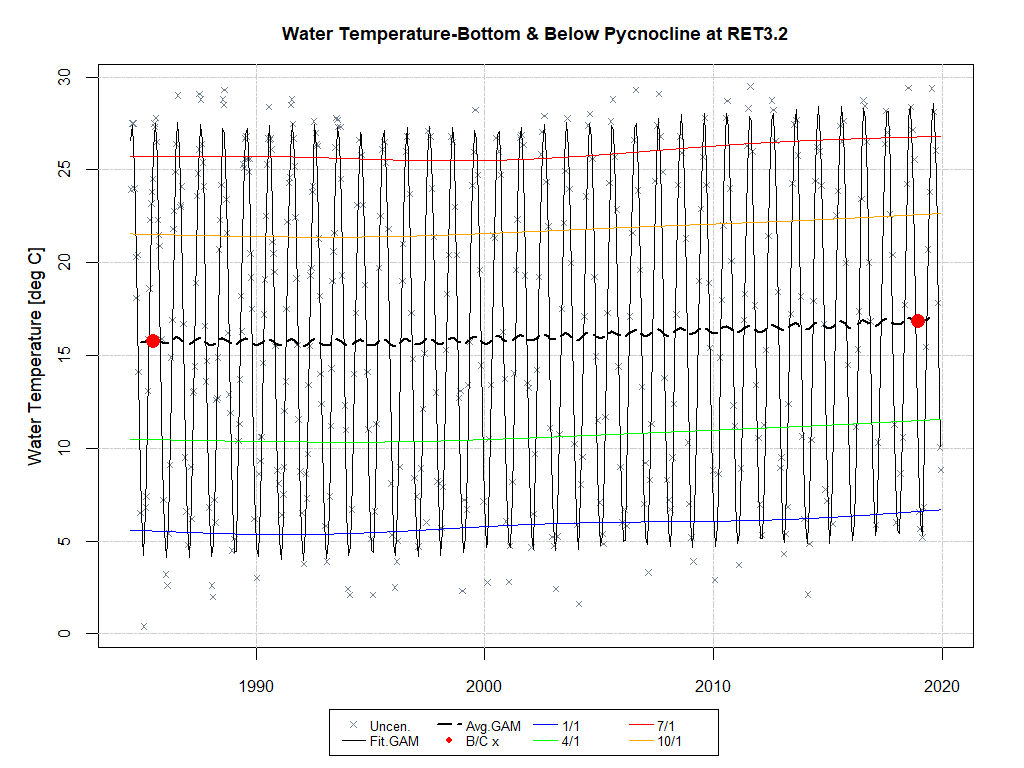 Water Temperature-Bottom & Below Pycnocline at RET3.2
Water Temperature [deg C]
30
25
20
15
10
5
0
1990 2000 2010 2020
Uncen. Avg.GAM 1/1 7/1
Fit.GAM B/C x 4/1 10/1